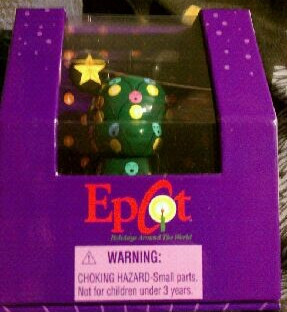 Epcot
Holidays Around The World
⚠ WARNING:
CHOKING HAZARD-Small parts.
Not for children under 3 years.